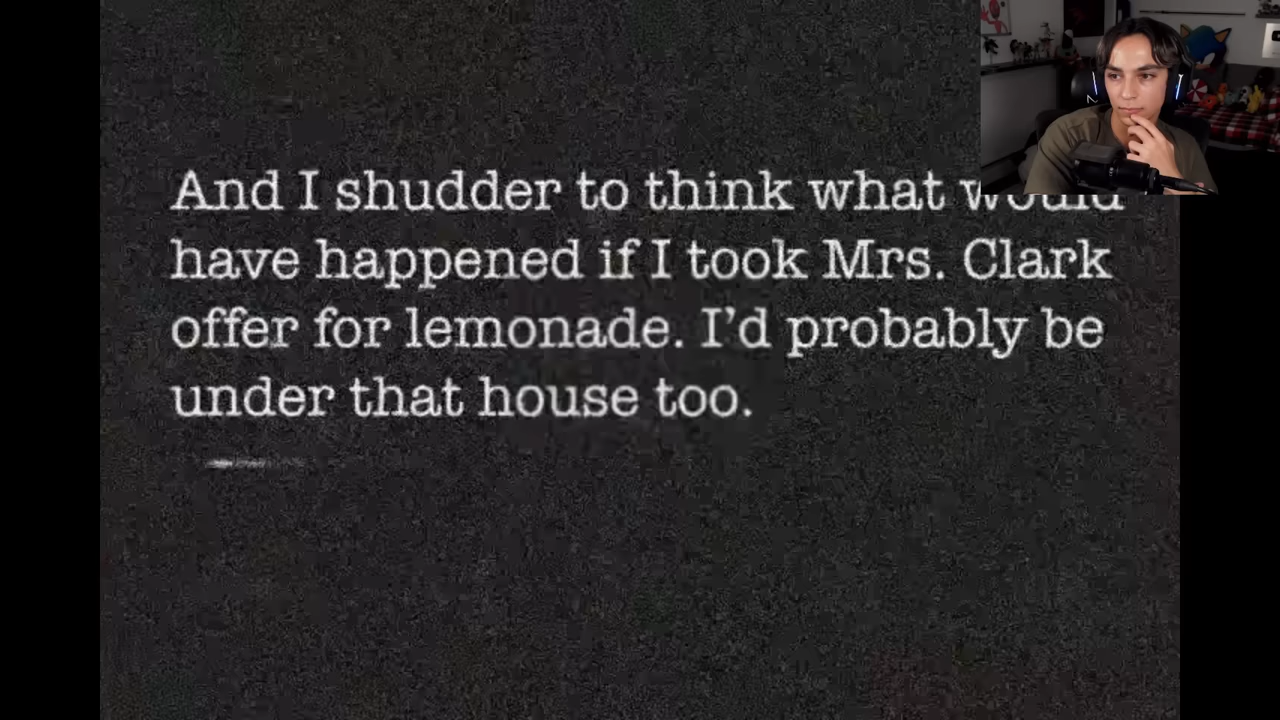 And I shudder to think what would
have happened if I took Mrs. Clark
offer for lemonade. I’d probably be
under that house too.